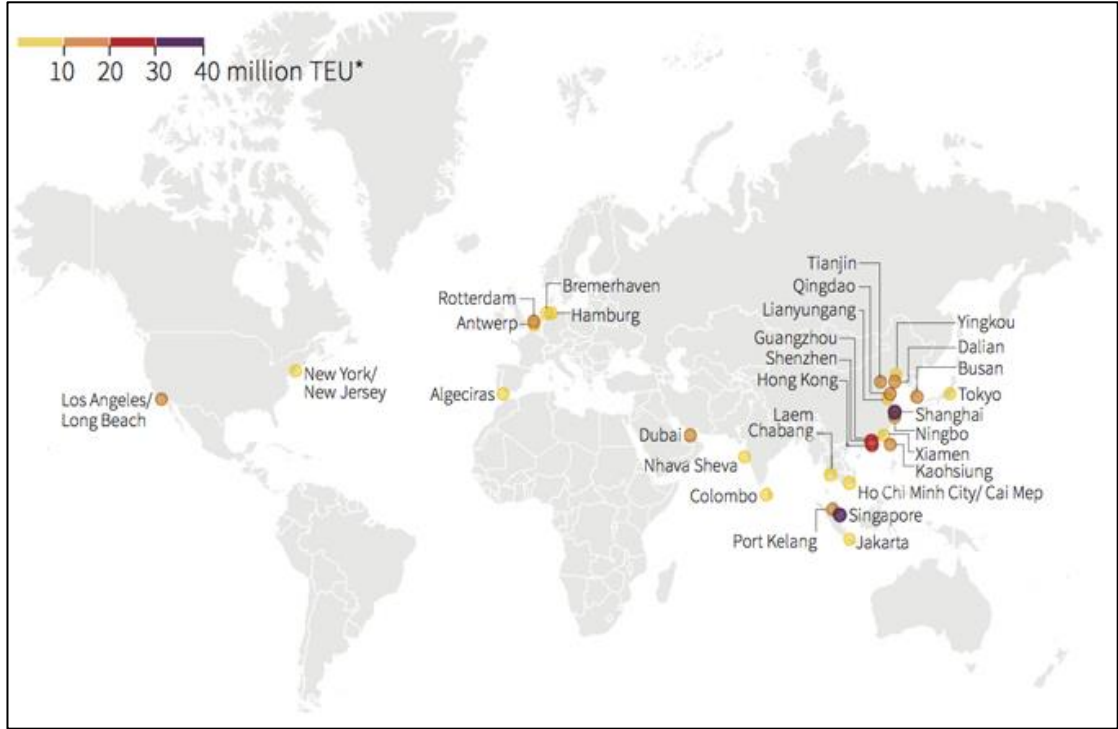 10 20 30 40 million TEU*
Tianjin
Qingdao
Lianyungang
Guangzhou
Shenzhen
Hong Kong
Laem
Chabang
Yingkou
Dalian
Busan
Tokyo
Shanghai
Ningbo
Xiamen
Kaohsiung
Ho Chi Minh City/ Cai Mep
Singapore
Port Kelang
Jakarta
Bremerhaven
Rotterdam
Hamburg
Antwerp
Algeciras
New York/
New Jersey
Los Angeles/
Long Beach
Dubai
Nhava Sheva
Colombo